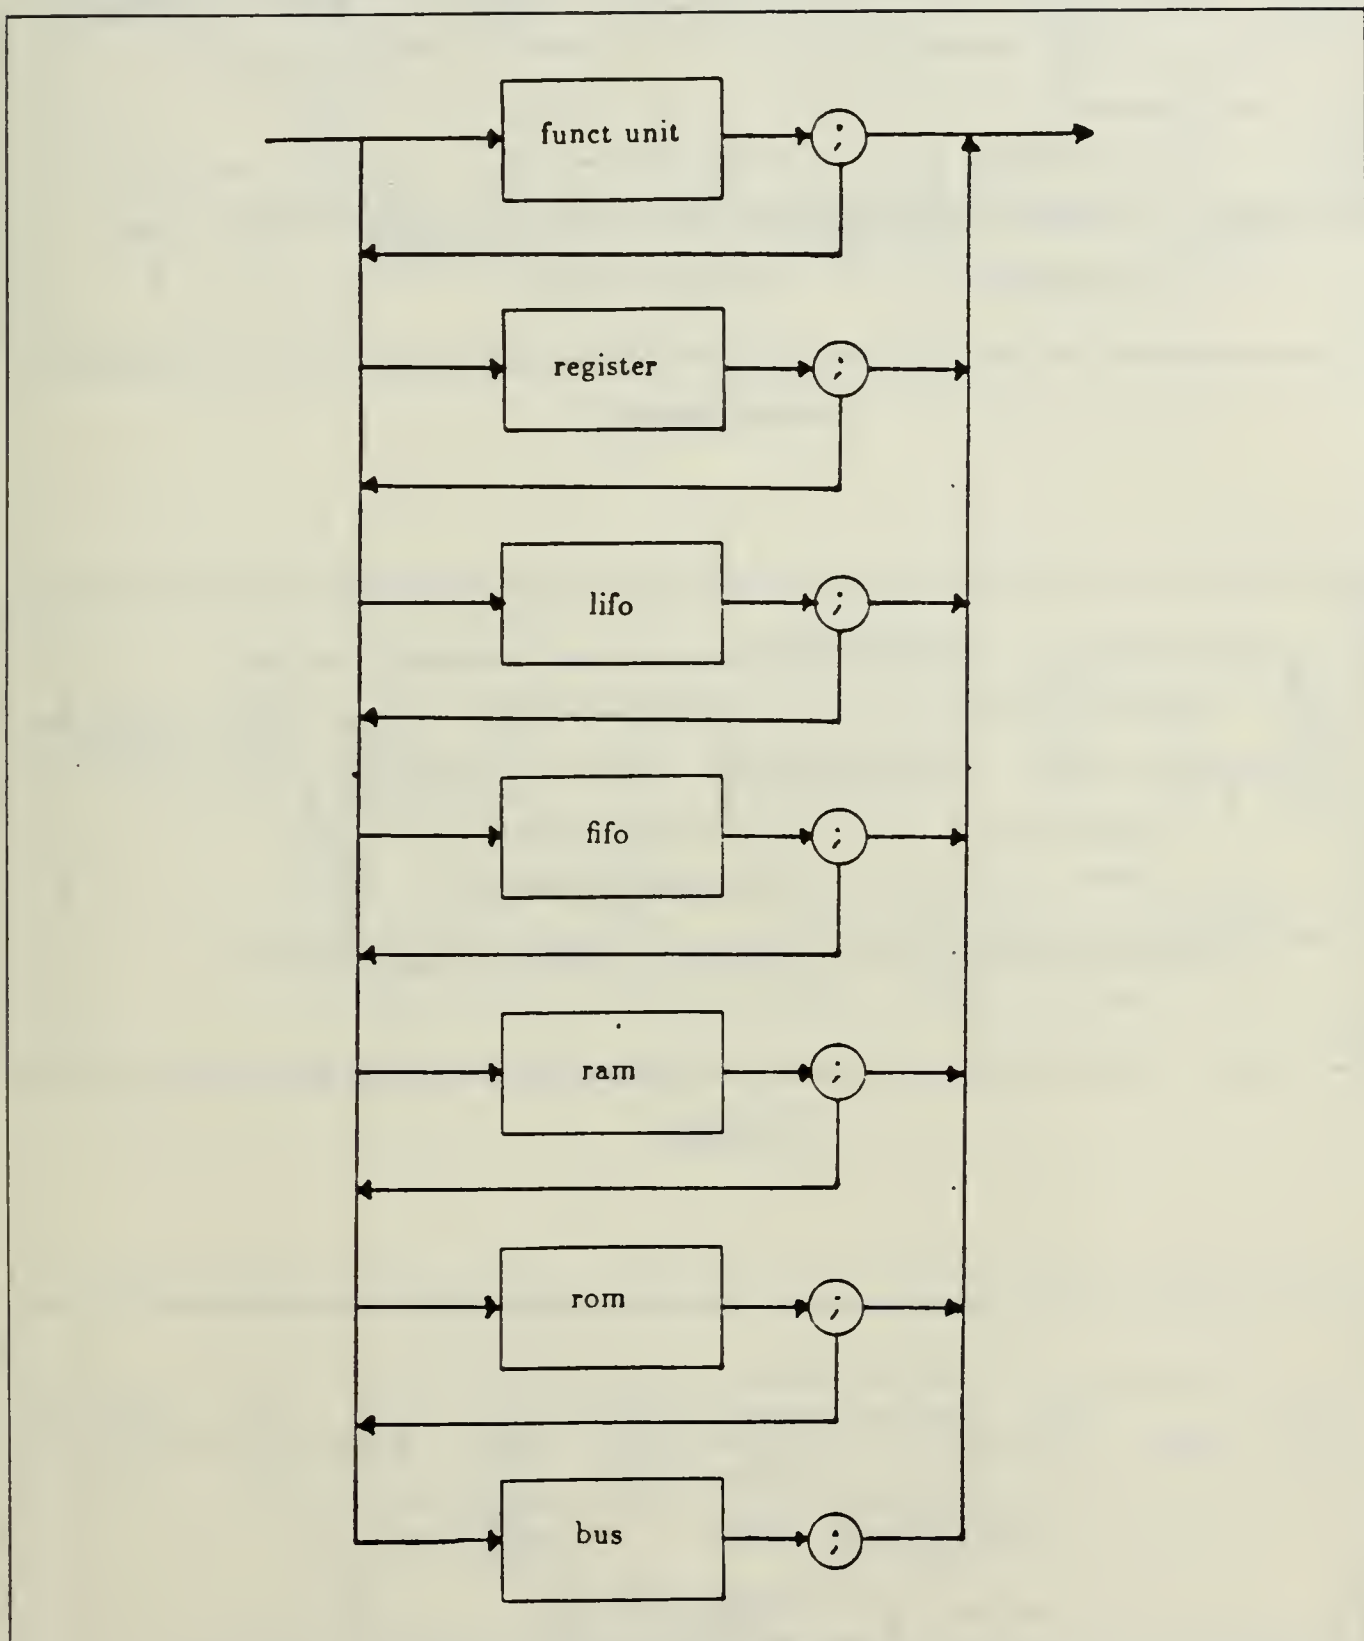 funct unit
;
register
;
lifo
;
fifo
;
ram
;
rom
;
bus
;